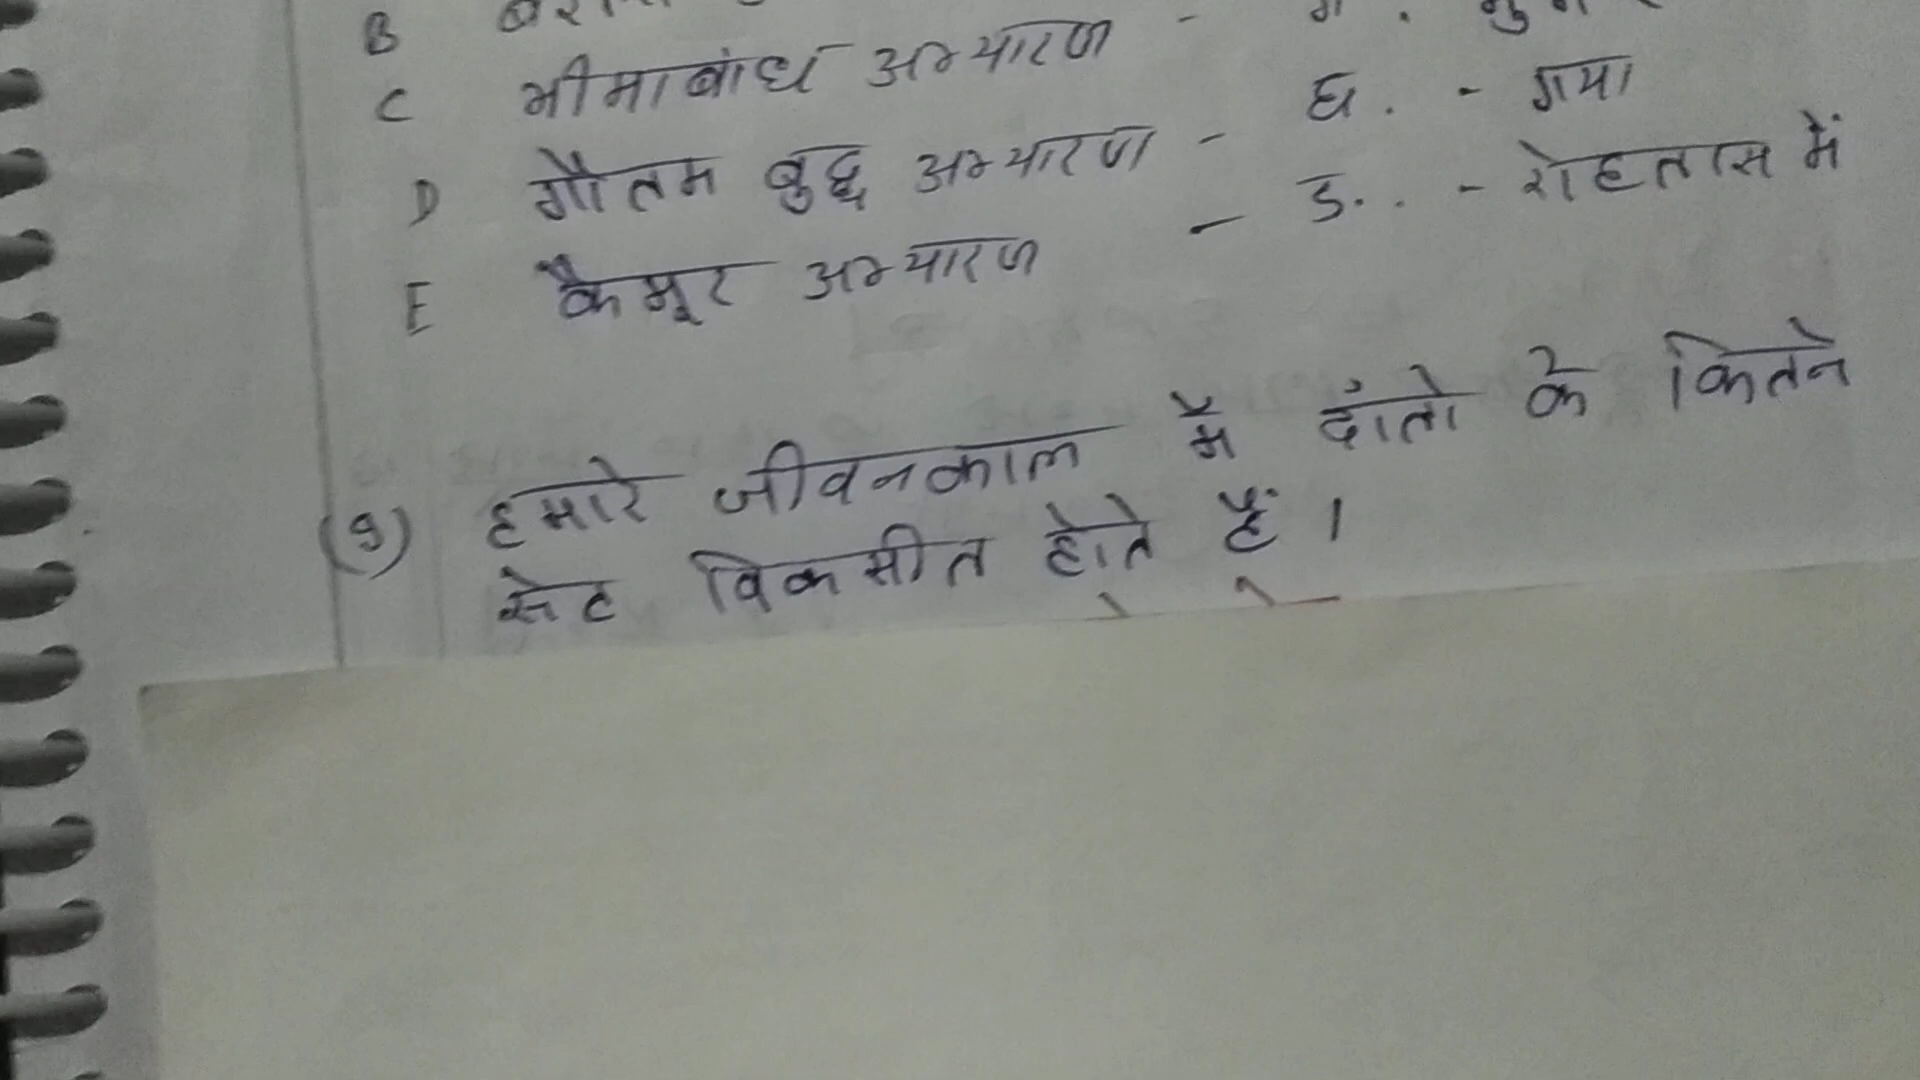 B
C भीमाबांध अभ्यारण - ग.
D गौतम बुद्ध अभ्यारण - घ. - गया
E कैमूर अभ्यारण - ड.. - रोहतास में
(9) हमारे जीवनकाल में दाँतो के कितने
सेट विकसीत होते हैं ।